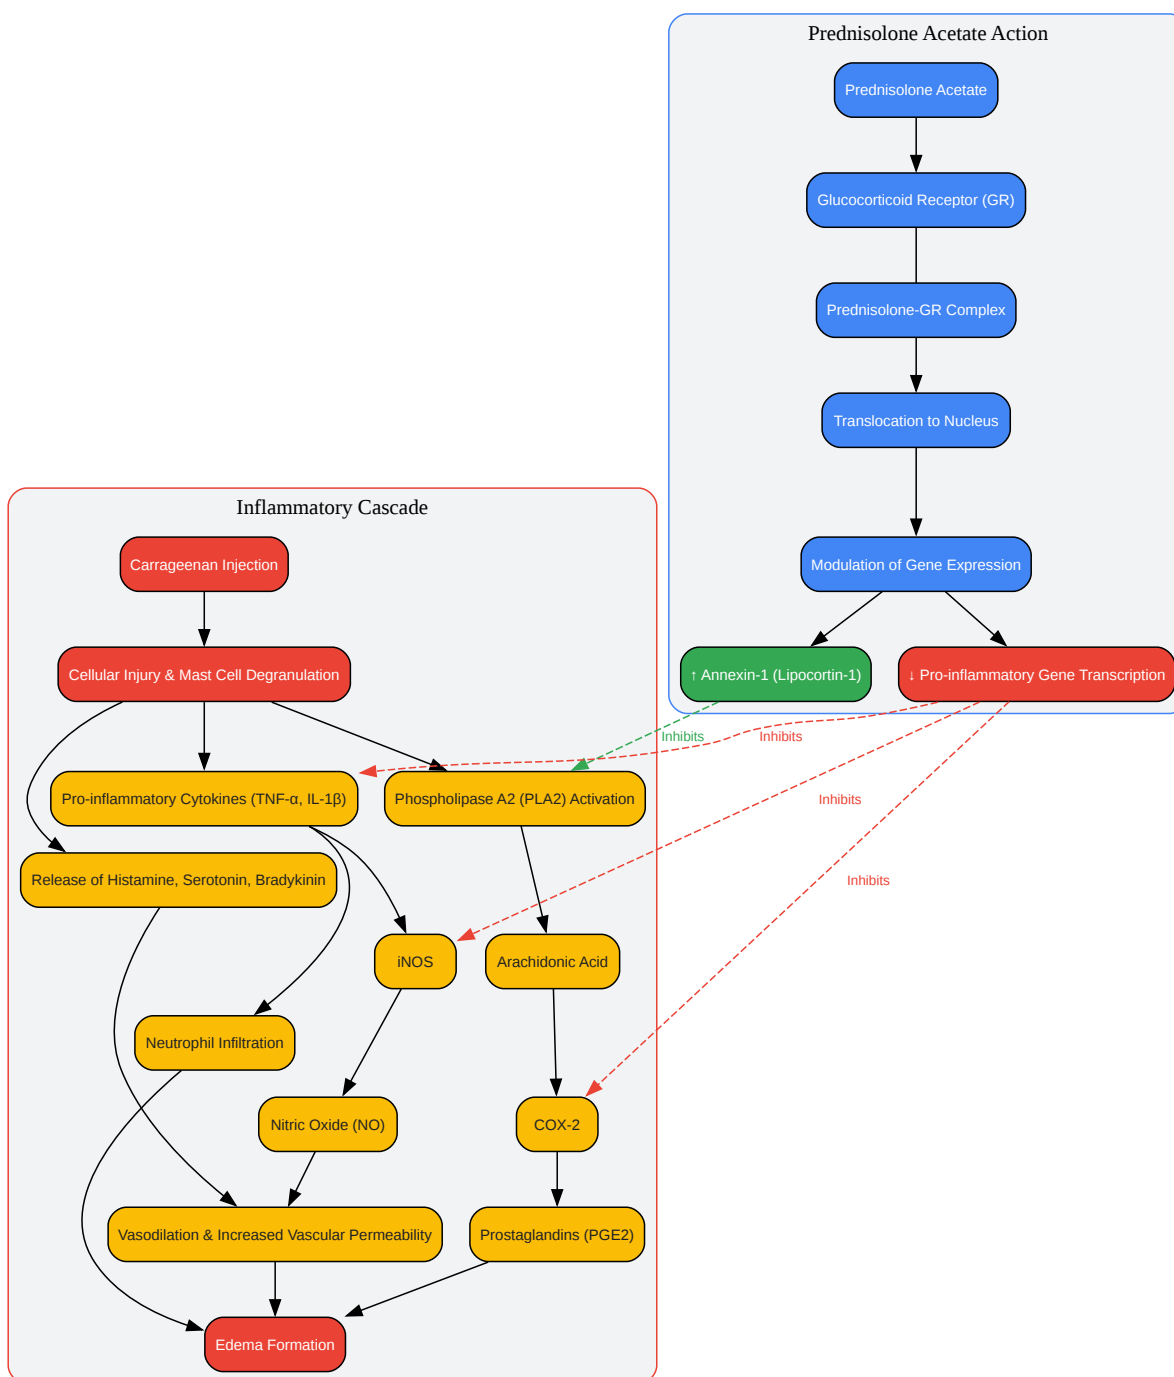 Prednisolone Acetate Action
Prednisolone Acetate
Glucocorticoid Receptor (GR)
Prednisolone-GR Complex
Translocation to Nucleus
Modulation of Gene Expression
↑ Annexin-1 (Lipocortin-1)
↓ Pro-inflammatory Gene Transcription
Inflammatory Cascade
Carrageenan Injection
Cellular Injury & Mast Cell Degranulation
Inhibits
Inhibits
Inhibits
Inhibits
Pro-inflammatory Cytokines (TNF-α, IL-1β)
Phospholipase A2 (PLA2) Activation
Release of Histamine, Serotonin, Bradykinin
iNOS
Arachidonic Acid
Neutrophil Infiltration
Nitric Oxide (NO)
COX-2
Vasodilation & Increased Vascular Permeability
Prostaglandins (PGE2)
Edema Formation